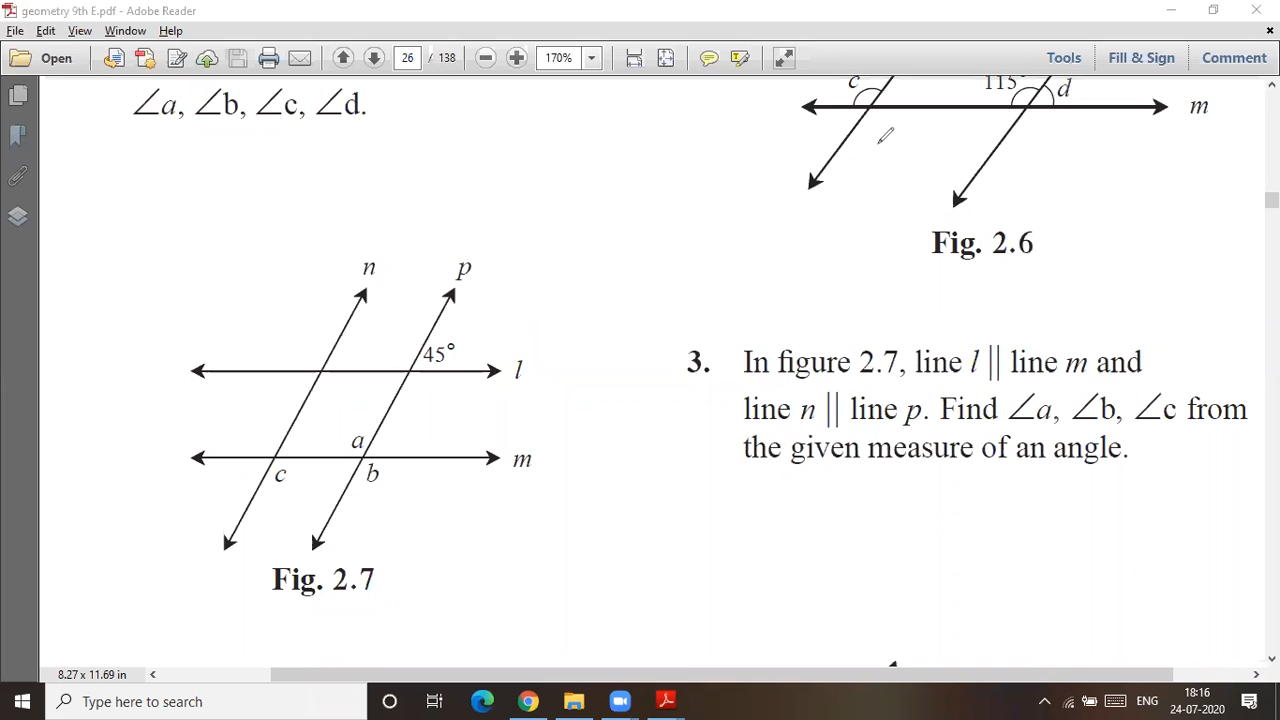 geometry 9th E.pdf - Adobe Reader
File Edit View Window Help
Open 26 / 138 170% Tools Fill & Sign Comment
∠a, ∠b, ∠c, ∠d.
c 115° d
m
Fig. 2.6
n p
45°
l
a
m
c b
Fig. 2.7
3. In figure 2.7, line l || line m and
line n || line p. Find ∠a, ∠b, ∠c from
the given measure of an angle.
8.27 x 11.69 in
Type here to search
ENG
18:16
24-07-2020